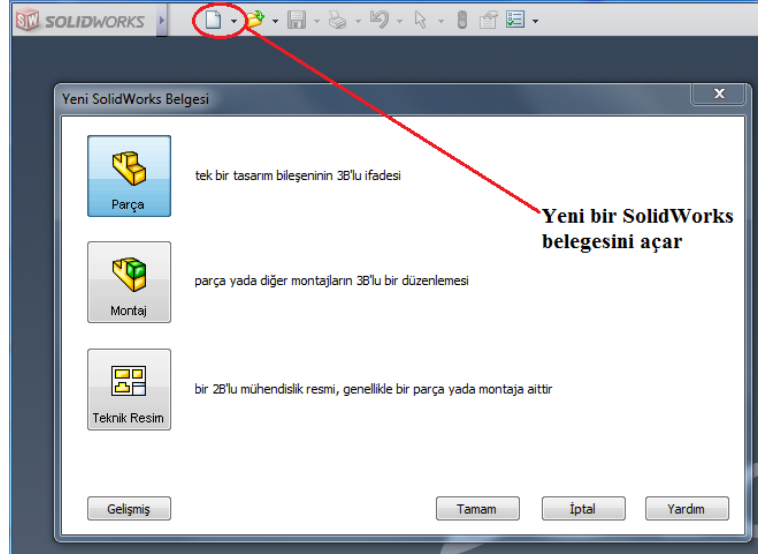 SOLIDWORKS
Yeni SolidWorks Belgesi
tek bir tasarım bileşeninin 3B'lu ifadesi
Parça
Yeni bir SolidWorks
belegesini açar
parça yada diğer montajların 3B'lu bir düzenlemesi
Montaj
bir 2B'lu mühendislik resmi, genellikle bir parça yada montaja aittir
Teknik Resim
Gelişmiş Tamam İptal Yardım